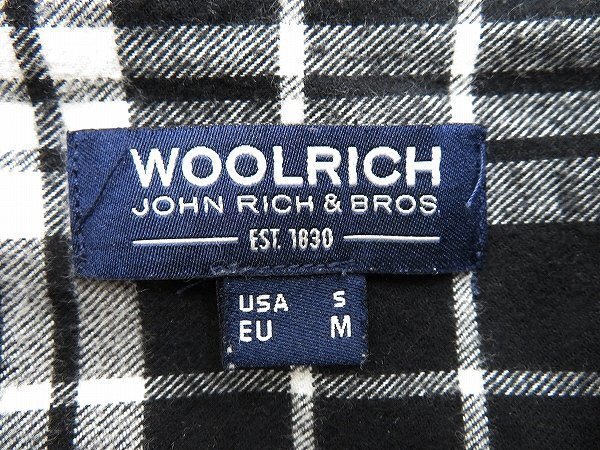 WOOLRICH
JOHN RICH & BROS.
EST. 1830
USA S
EU M